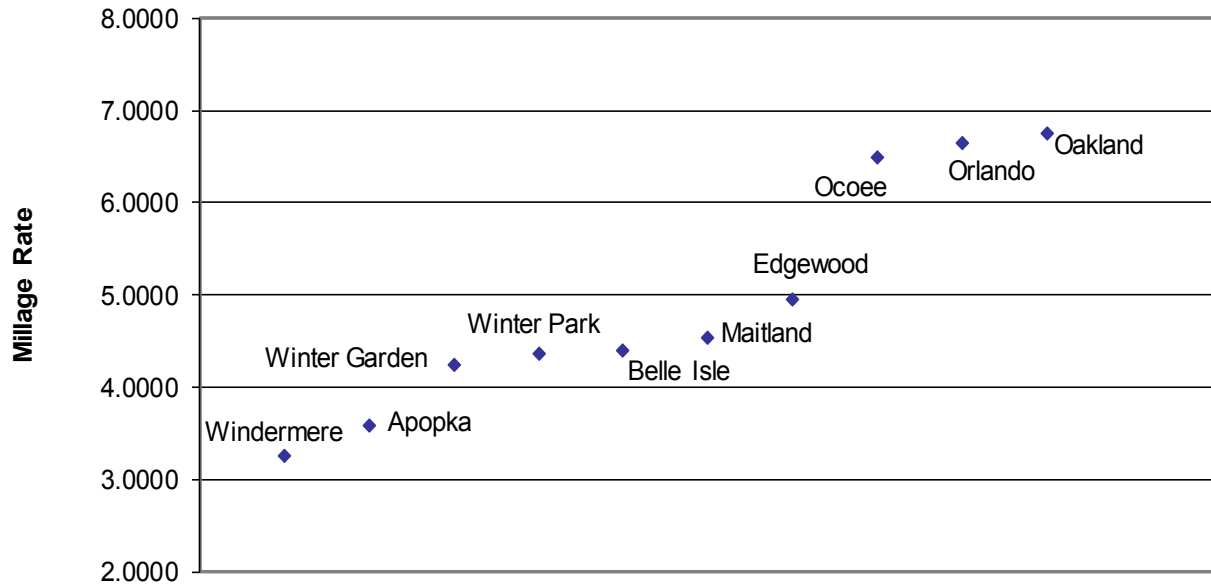 8.0000
7.0000
6.0000
5.0000
4.0000
3.0000
2.0000
Millage Rate
Windermere
Apopka
Winter Garden
Winter Park
Belle Isle
Maitland
Edgewood
Ocoee
Orlando
Oakland